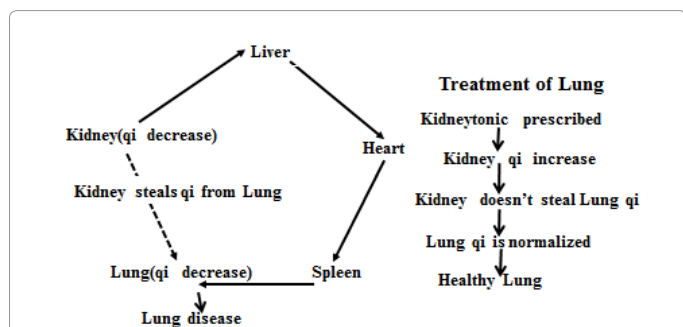 Liver
Kidney(qi decrease)
Heart
Kidney steals qi from Lung
Lung(qi decrease)
Spleen
Lung disease
Treatment of Lung
Kidneytonic prescribed
Kidney qi increase
Kidney doesn't steal Lung qi
Lung qi is normalized
Healthy Lung